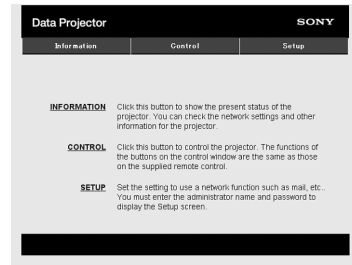 Data Projector SONY
Information Control Setup
INFORMATION Click this button to show the present status of the
projector. You can check the network settings and other
information for the projector.
CONTROL Click this button to control the projector. The functions of
the buttons on the control window are the same as those
on the supplied remote control.
SETUP Set the setting to use a network function such as mail, etc..
You must enter the administrator name and password to
display the Setup screen.